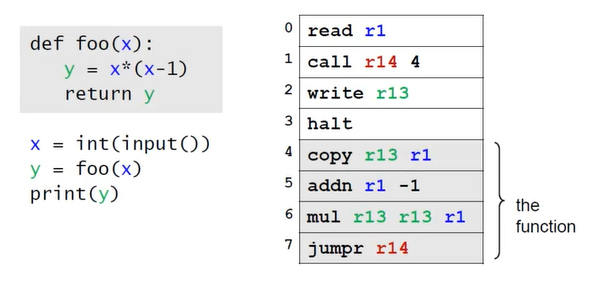 def foo(x):
y = x*(x-1)
return y
x = int(input())
y = foo(x)
print(y)
0 read r1
1 call r14 4
2 write r13
3 halt
4 copy r13 r1
5 addn r1 -1
6 mul r13 r13 r1
7 jumpr r14
the
function